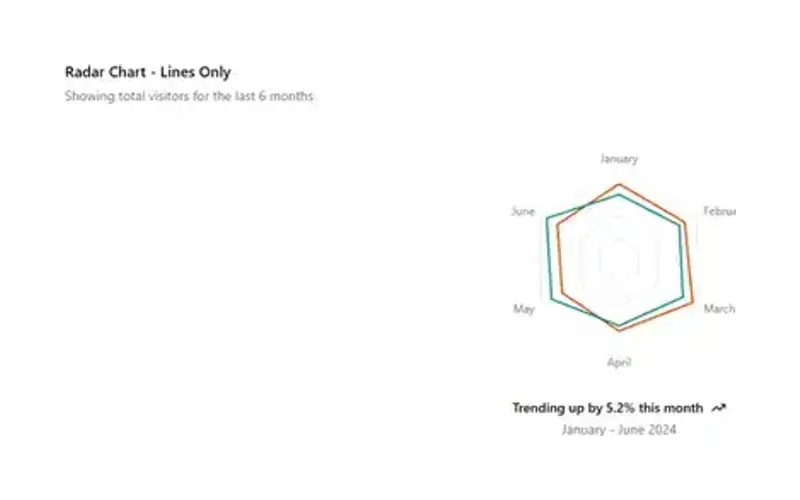 Radar Chart - Lines Only
Showing total visitors for the last 6 months
January
June
Februa
May
March
April
Trending up by 5.2% this month
January - June 2024